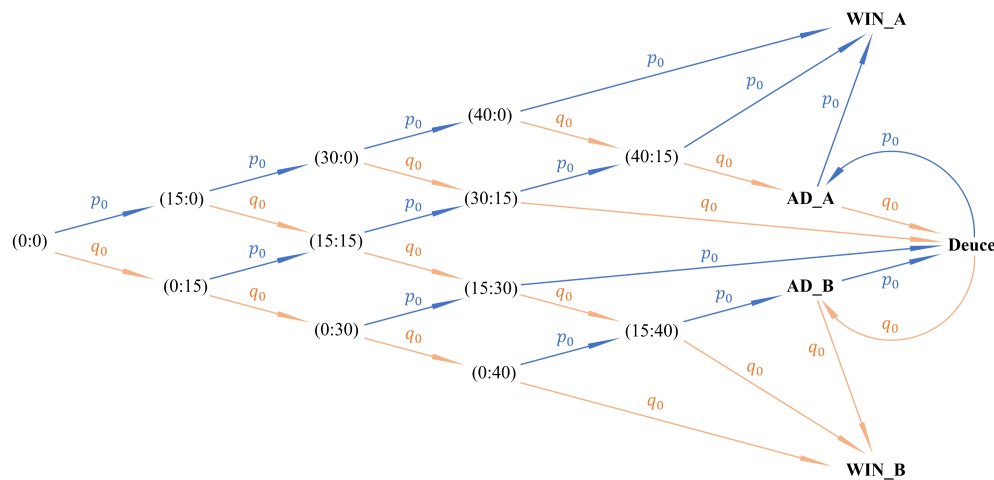 WIN_A
p₀
p₀
(40:0)
p₀
q₀
p₀
p₀
(30:0)
(40:15)
p₀
q₀
p₀
q₀
p₀
(15:0)
(30:15)
AD_A
q₀
q₀
p₀
q₀
p₀
(0:0)
(15:15)
Deuce
q₀
p₀
q₀
p₀
(0:15)
(15:30)
AD_B
p₀
q₀
p₀
q₀
p₀
q₀
(0:30)
(15:40)
q₀
p₀
q₀
q₀
(0:40)
q₀
WIN_B